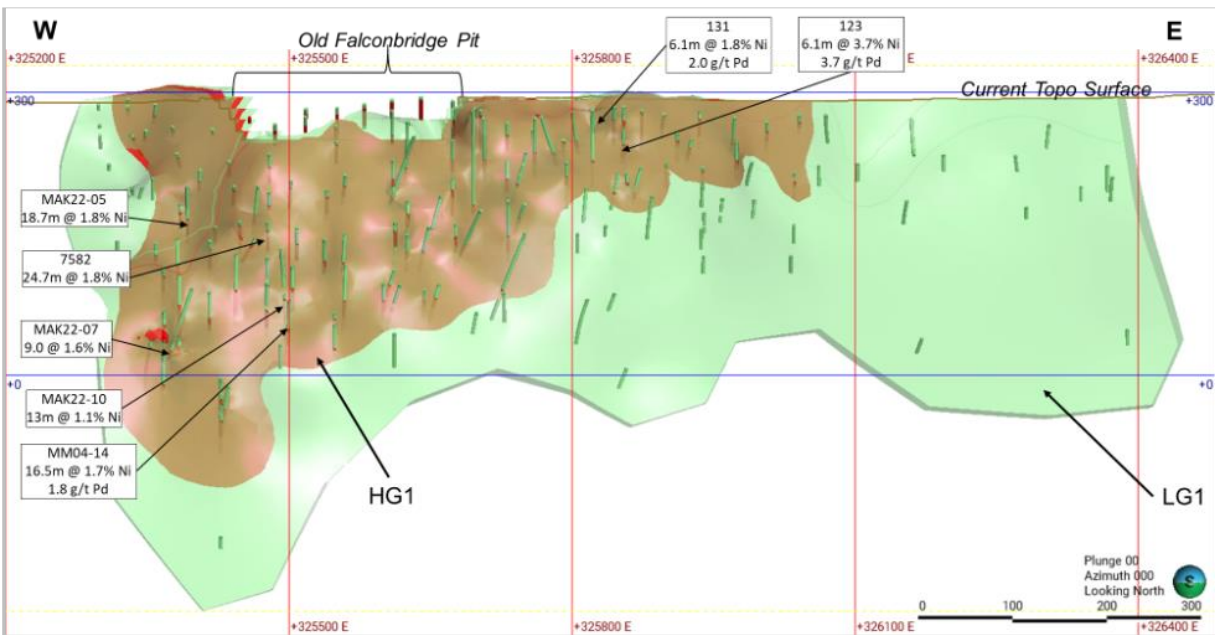 W
E
Old Falconbridge Pit
131
6.1m @ 1.8% Ni
2.0 g/t Pd
123
6.1m @ 3.7% Ni
3.7 g/t Pd
+325200 E
+325500 E
+325800 E
+326400 E
Current Topo Surface
+300
+300
MAK22-05
18.7m @ 1.8% Ni
7582
24.7m @ 1.8% Ni
MAK22-07
9.0 @ 1.6% Ni
+0
+0
MAK22-10
13m @ 1.1% Ni
MM04-14
16.5m @ 1.7% Ni
1.8 g/t Pd
HG1
LG1
Plunge 00
Azimuth 000
Looking North
S
0 100 200 300
+325500 E
+325800 E
+326100 E
+326400 E